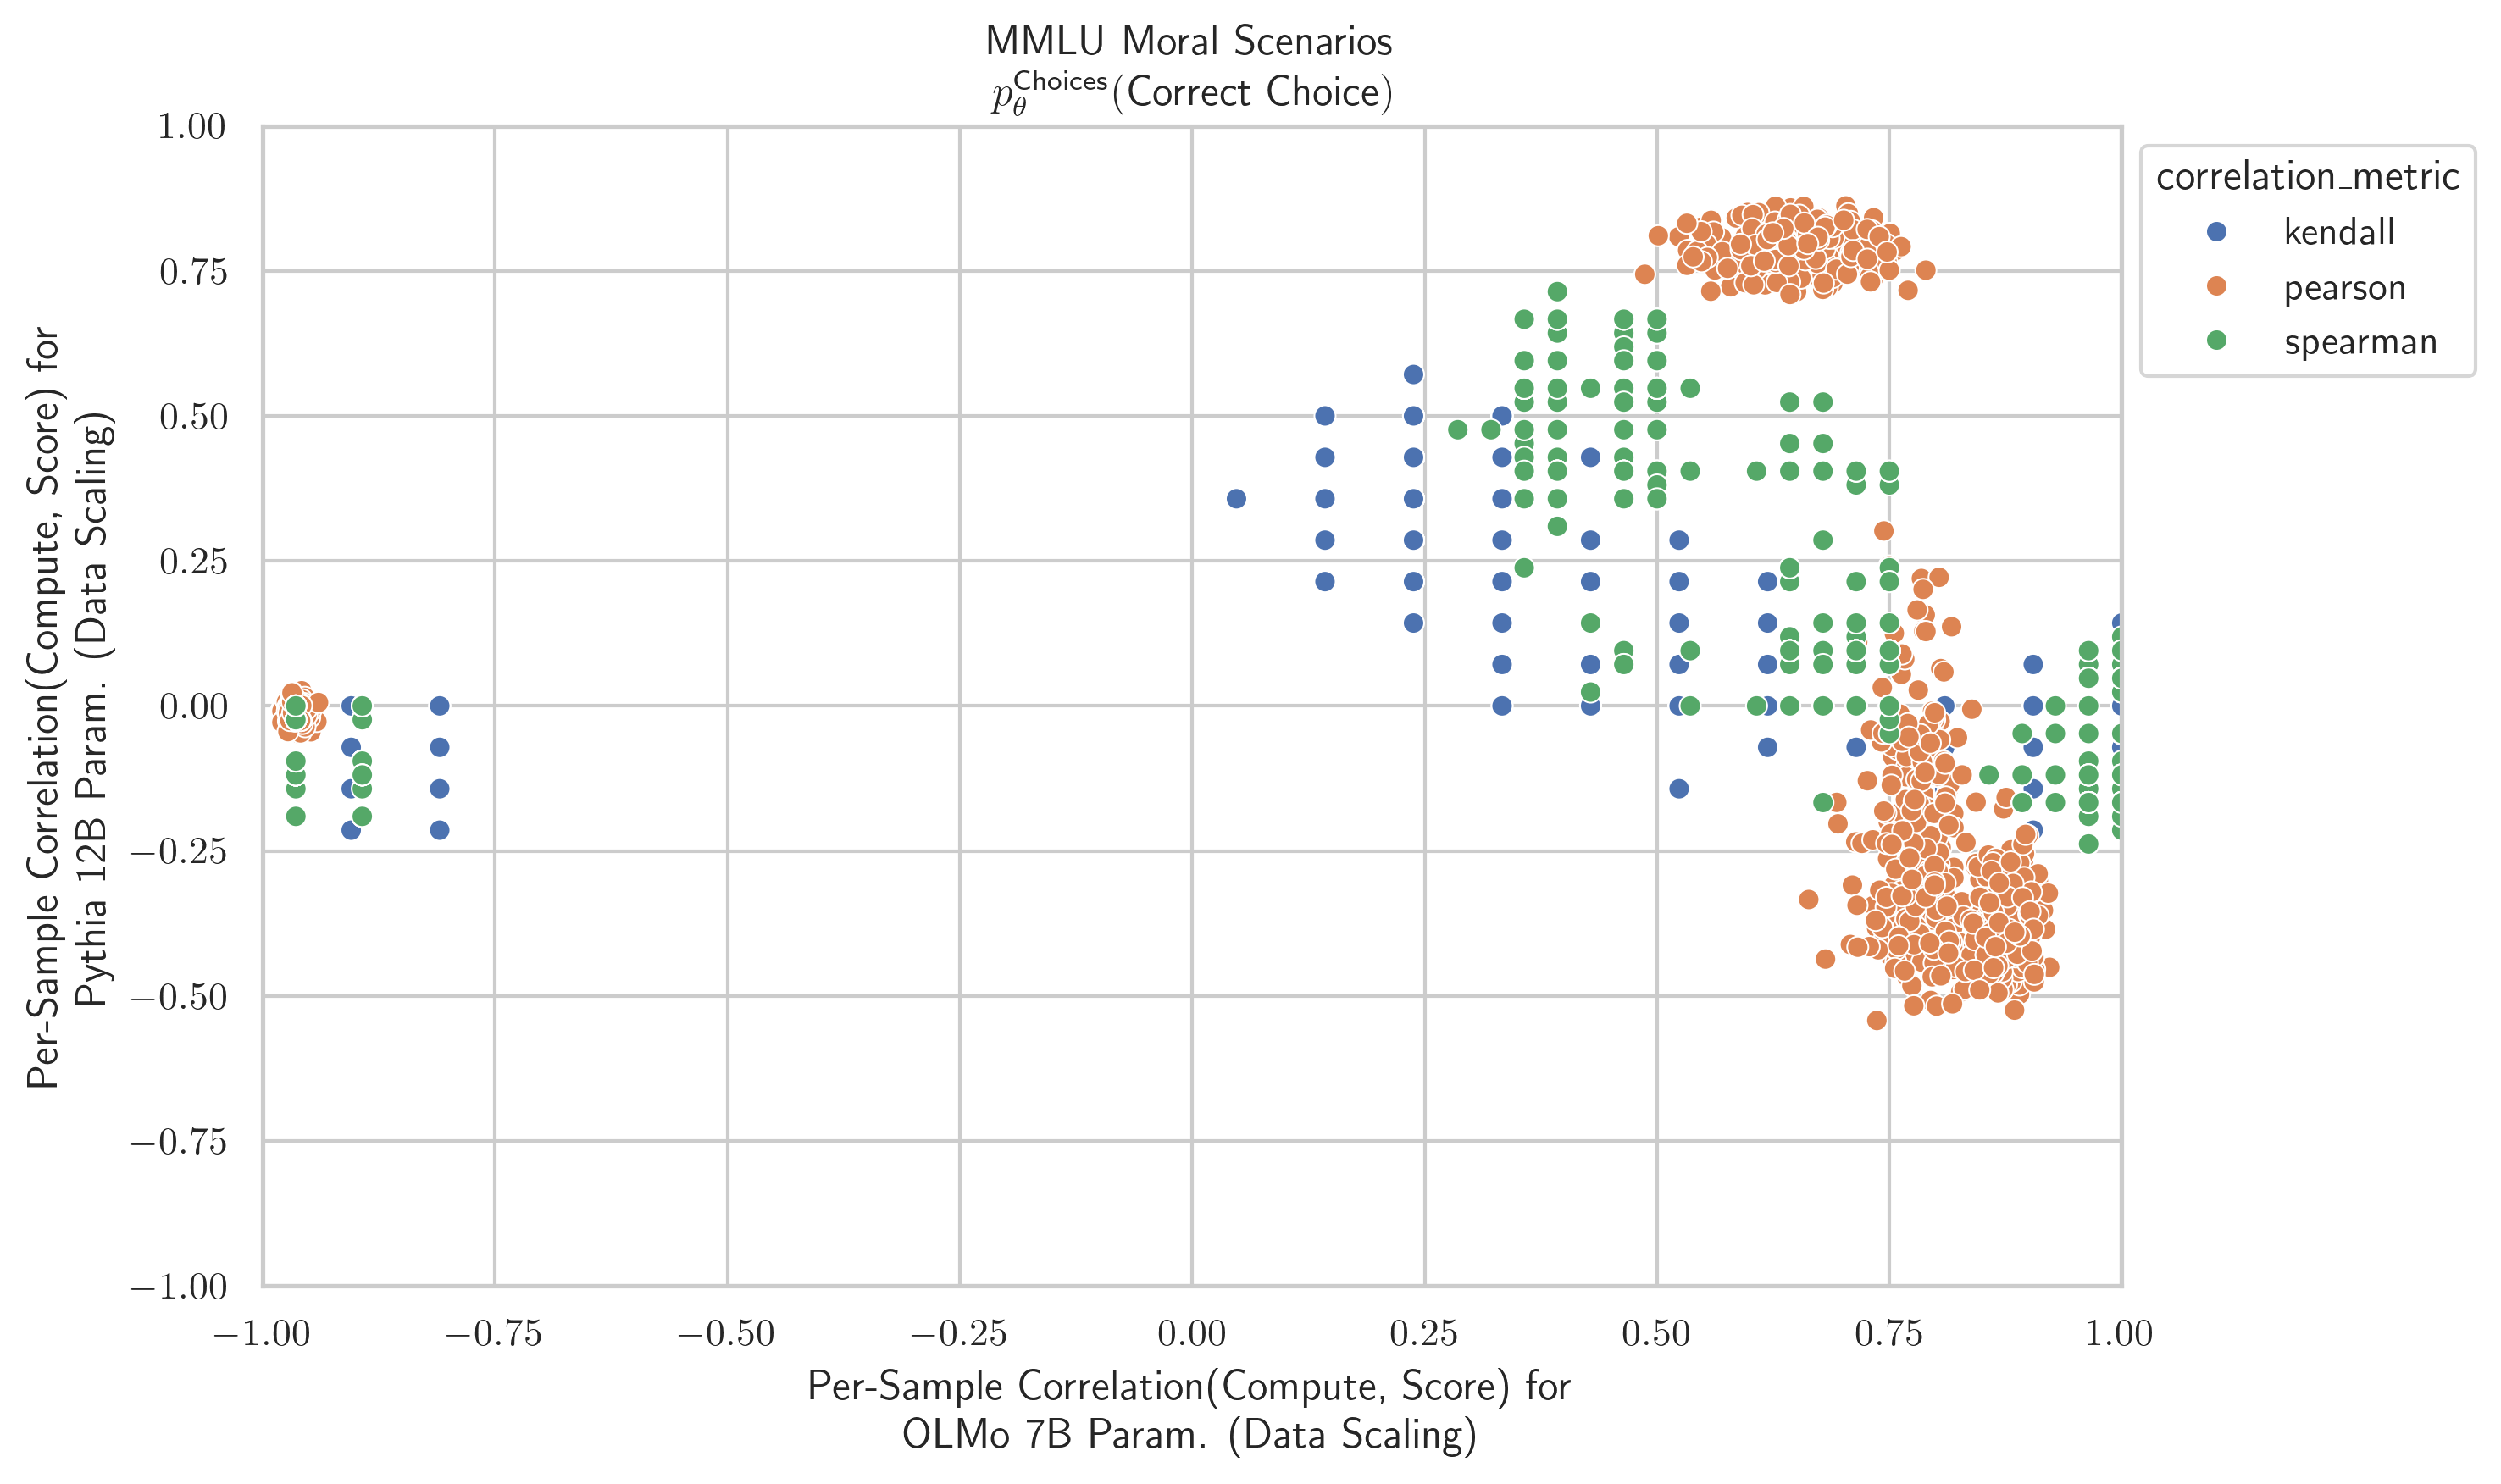 MMLU Moral Scenarios
p_θ^Choices(Correct Choice)
1.00
0.75
0.50
0.25
0.00
−0.25
−0.50
−0.75
−1.00
Per-Sample Correlation(Compute, Score) for
Pythia 12B Param. (Data Scaling)
correlation_metric
kendall
pearson
spearman
−1.00
−0.75
−0.50
−0.25
0.00
0.25
0.50
0.75
1.00
Per-Sample Correlation(Compute, Score) for
OLMo 7B Param. (Data Scaling)